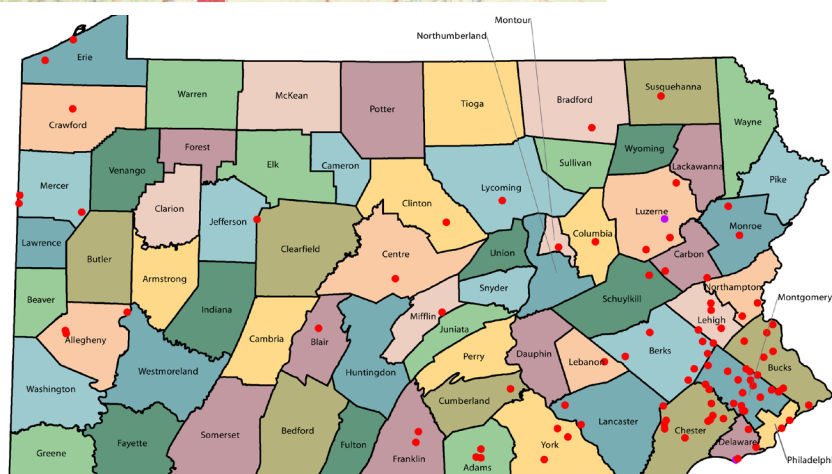 Montour
Northumberland
Erie
Warren
McKean
Potter
Tioga
Bradford
Susquehanna
Wayne
Crawford
Forest
Elk
Cameron
Sullivan
Wyoming
Lackawanna
Pike
Venango
Mercer
Clarion
Jefferson
Clinton
Lycoming
Columbia
Luzerne
Monroe
Lawrence
Butler
Clearfield
Centre
Union
Carbon
Armstrong
Beaver
Indiana
Snyder
Schuylkill
Northampton
Montgomery
Allegheny
Cambria
Blair
Mifflin
Juniata
Lehigh
Westmoreland
Huntingdon
Perry
Dauphin
Lebanon
Berks
Bucks
Washington
Cumberland
Somerset
Bedford
Fulton
Lancaster
Chester
Greene
Fayette
Franklin
Adams
York
Delaware
Philadelphi